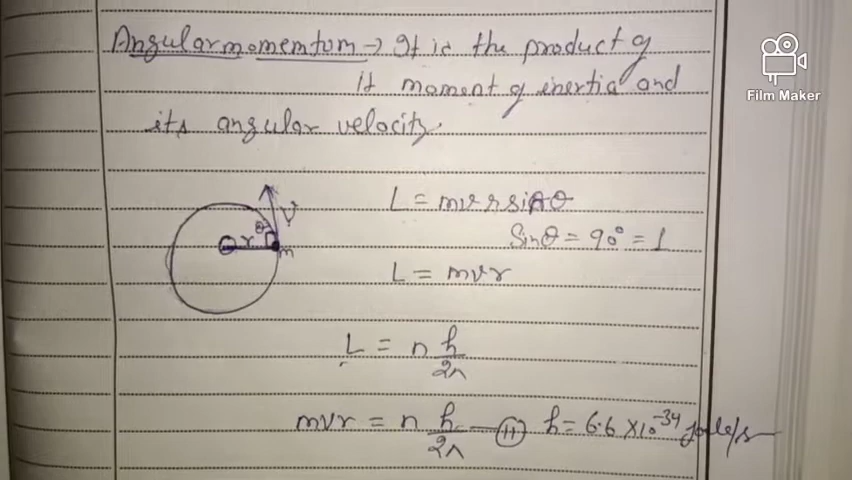 Angular momentum → It is the product of
it moment of inertia and
its angular velocity
L = mvr sinθ
Sinθ = 90° = 1
L = mvr
L = n h/2π
mvr = n h/2π — (II) h = 6.6 × 10⁻³⁴ joule/s
r θ V m
Film Maker